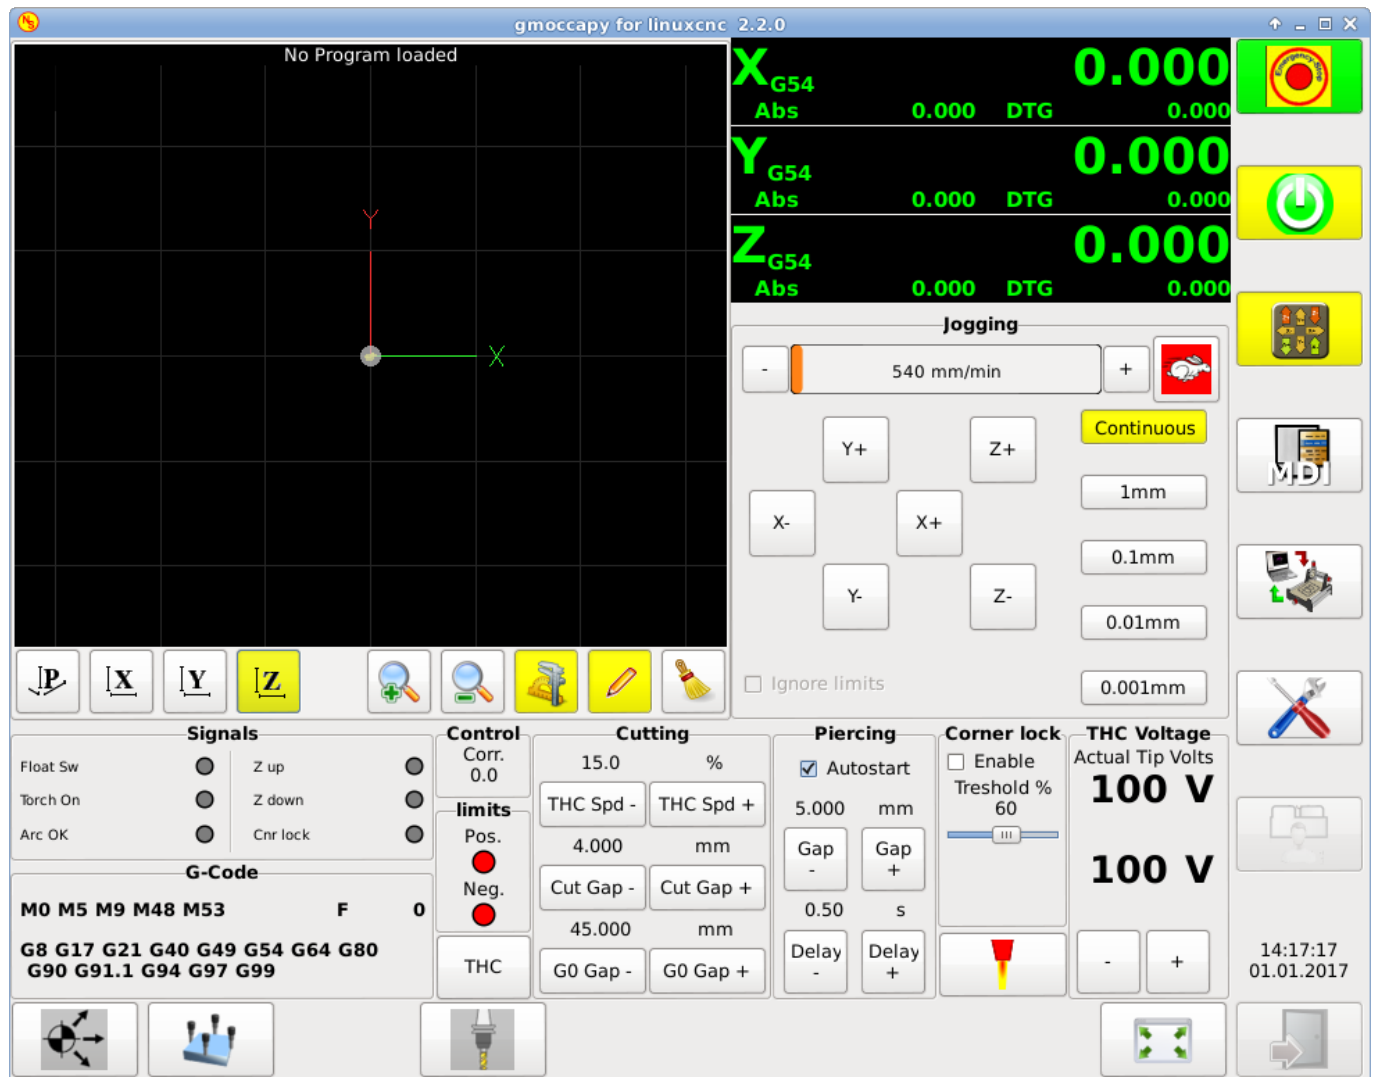 gmoccapy for linuxcnc 2.2.0
No Program loaded
Y
X
X G54 0.000
Abs 0.000 DTG 0.000
Y G54 0.000
Abs 0.000 DTG 0.000
Z G54 0.000
Abs 0.000 DTG 0.000
Emergency-Stop
Jogging
- 540 mm/min +
Continuous
Y+ Z+
1mm
X- X+
0.1mm
Y- Z-
0.01mm
Ignore limits
0.001mm
MDI
P X Y Z
Signals
Float Sw Z up
Torch On Z down
Arc OK Cnr lock
G-Code
M0 M5 M9 M48 M53 F 0
G8 G17 G21 G40 G49 G54 G64 G80
G90 G91.1 G94 G97 G99
Control
Corr.
0.0
limits
Pos.
Neg.
THC
Cutting
15.0 %
THC Spd - THC Spd +
4.000 mm
Cut Gap - Cut Gap +
45.000 mm
G0 Gap - G0 Gap +
Piercing
Autostart
5.000 mm
Gap - Gap +
0.50 s
Delay - Delay +
Corner lock
Enable
Treshold %
60
THC Voltage
Actual Tip Volts
100 V
100 V
- +
14:17:17
01.01.2017